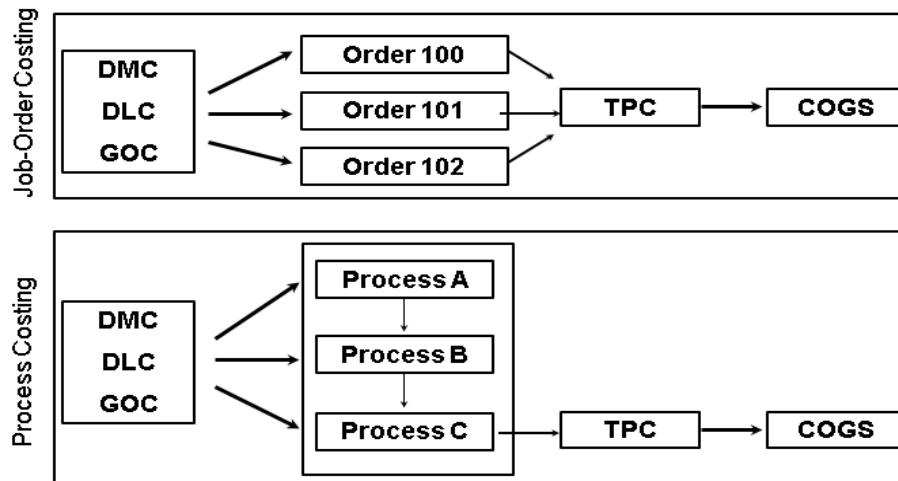 Job-Order Costing
DMC
DLC
GOC
Order 100
Order 101
Order 102
TPC
COGS
Process Costing
DMC
DLC
GOC
Process A
Process B
Process C
TPC
COGS